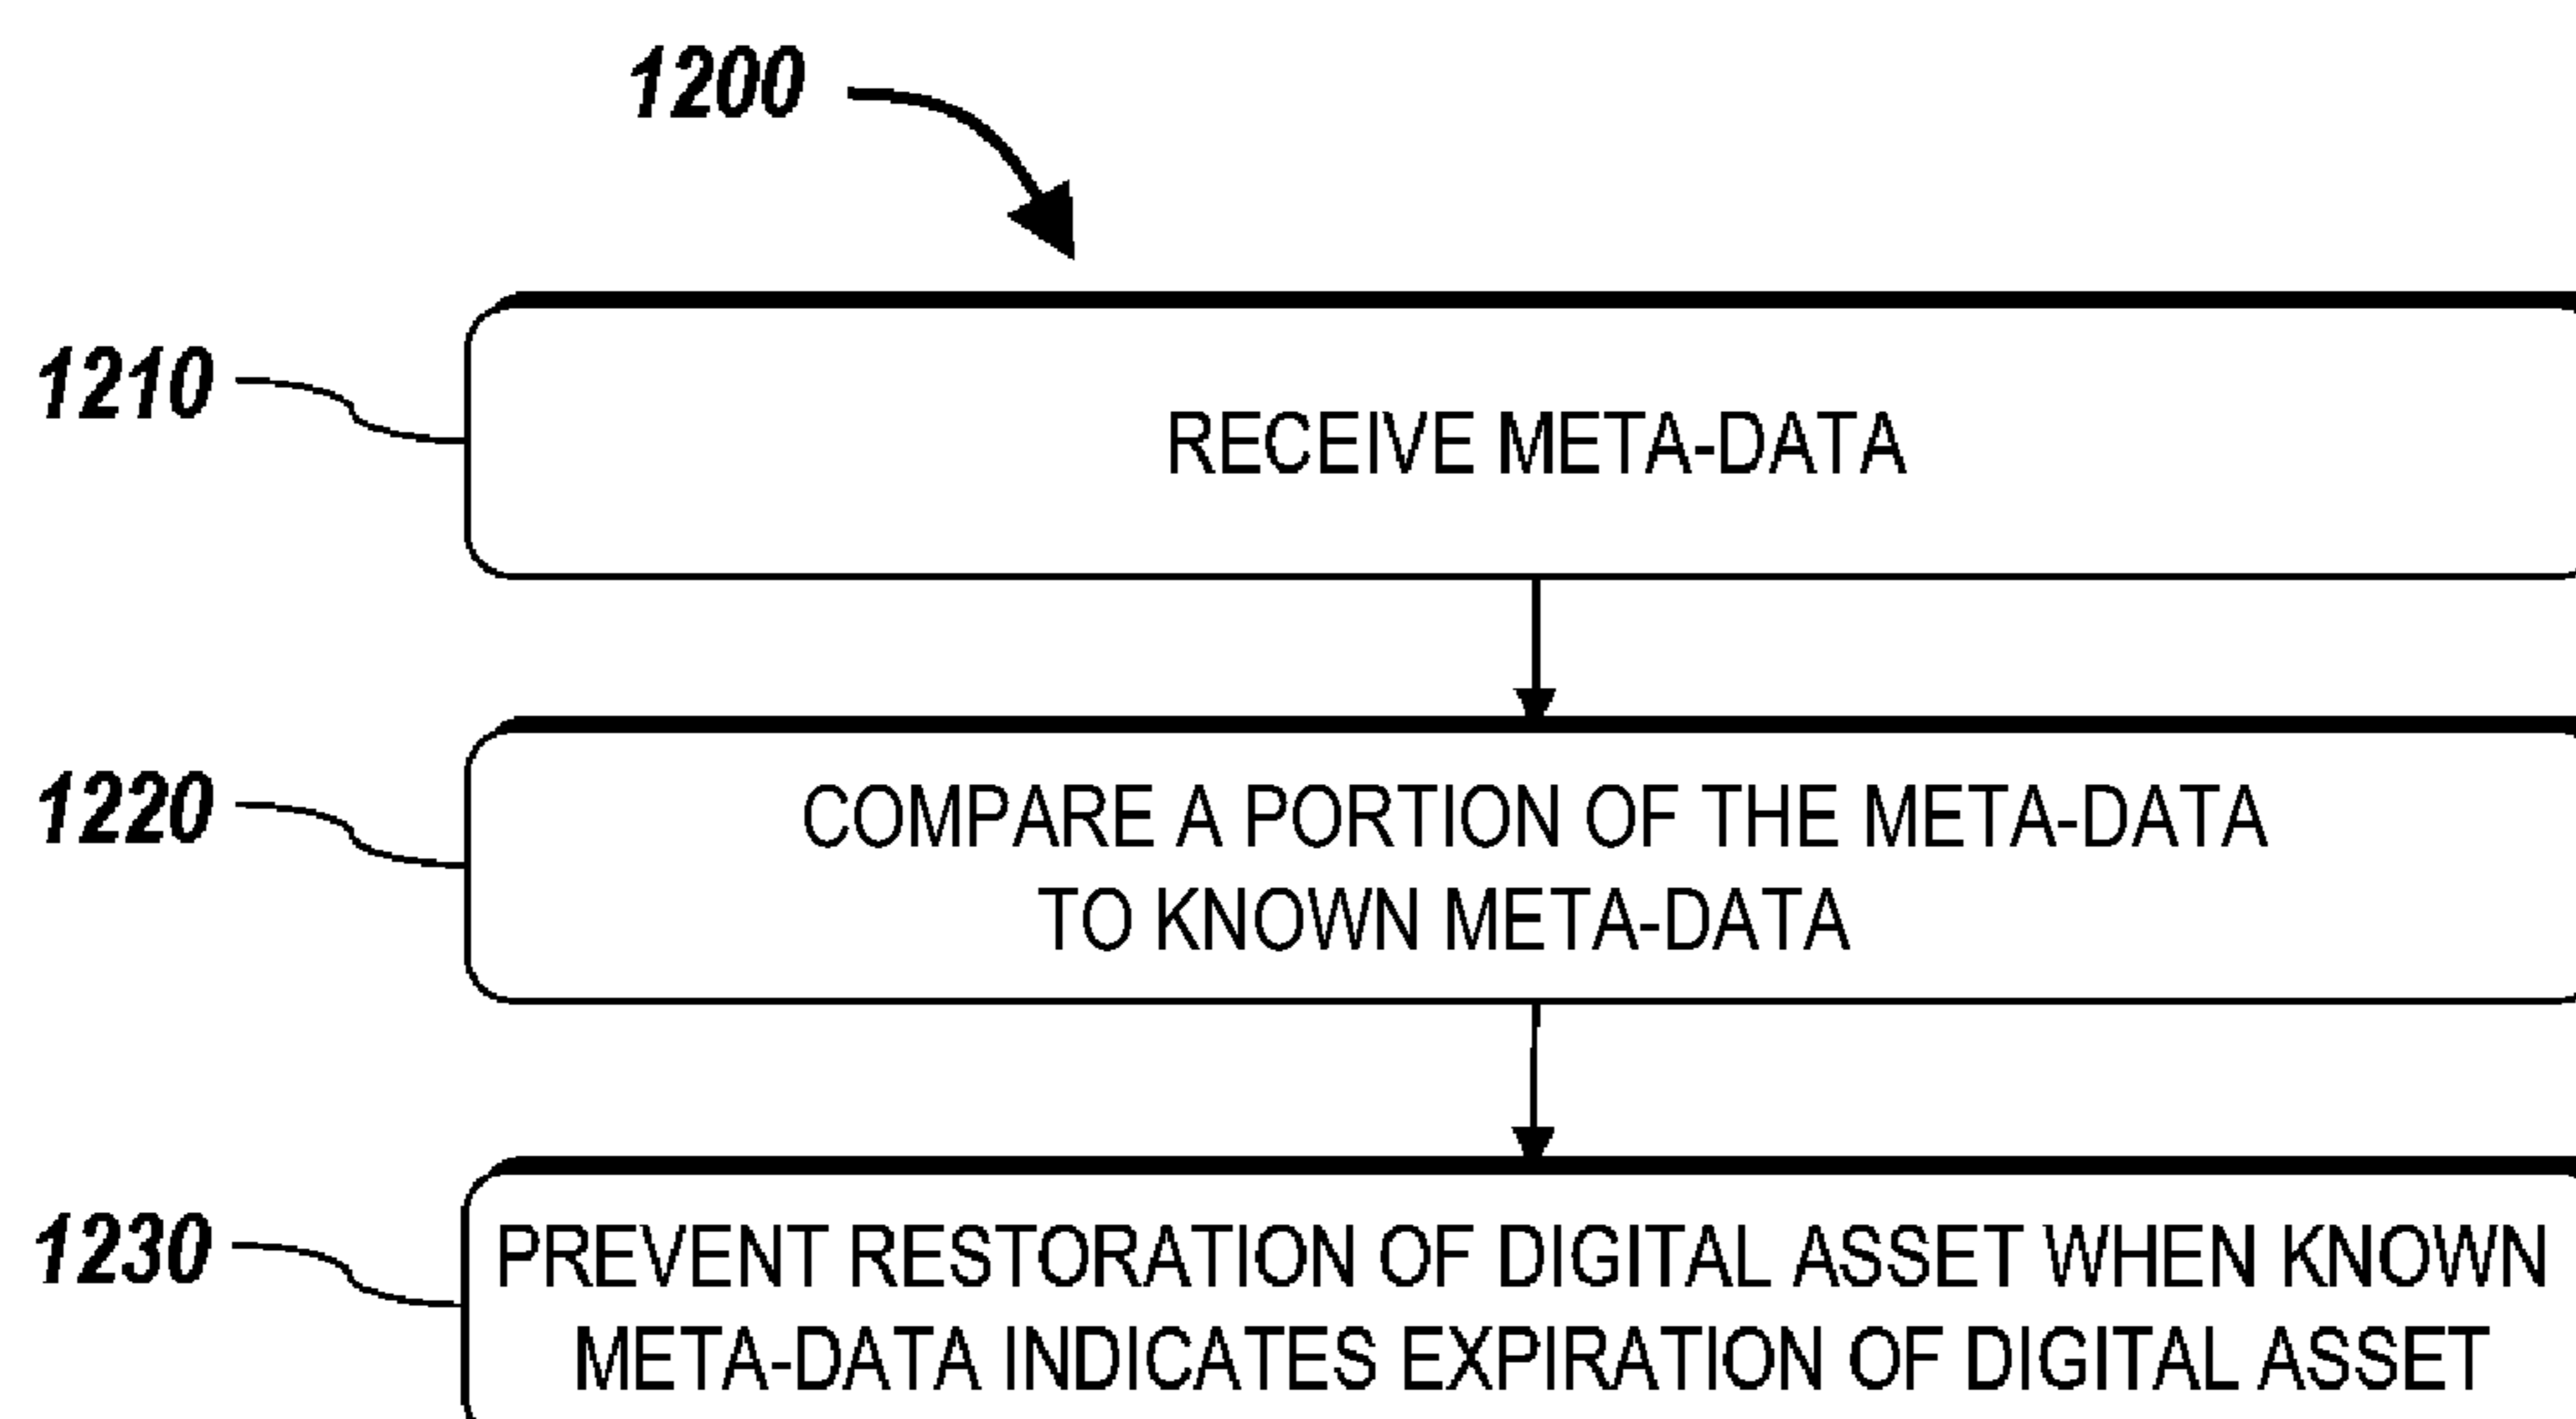 1200
1210
RECEIVE META-DATA
1220
COMPARE A PORTION OF THE META-DATA
TO KNOWN META-DATA
1230
PREVENT RESTORATION OF DIGITAL ASSET WHEN KNOWN
META-DATA INDICATES EXPIRATION OF DIGITAL ASSET